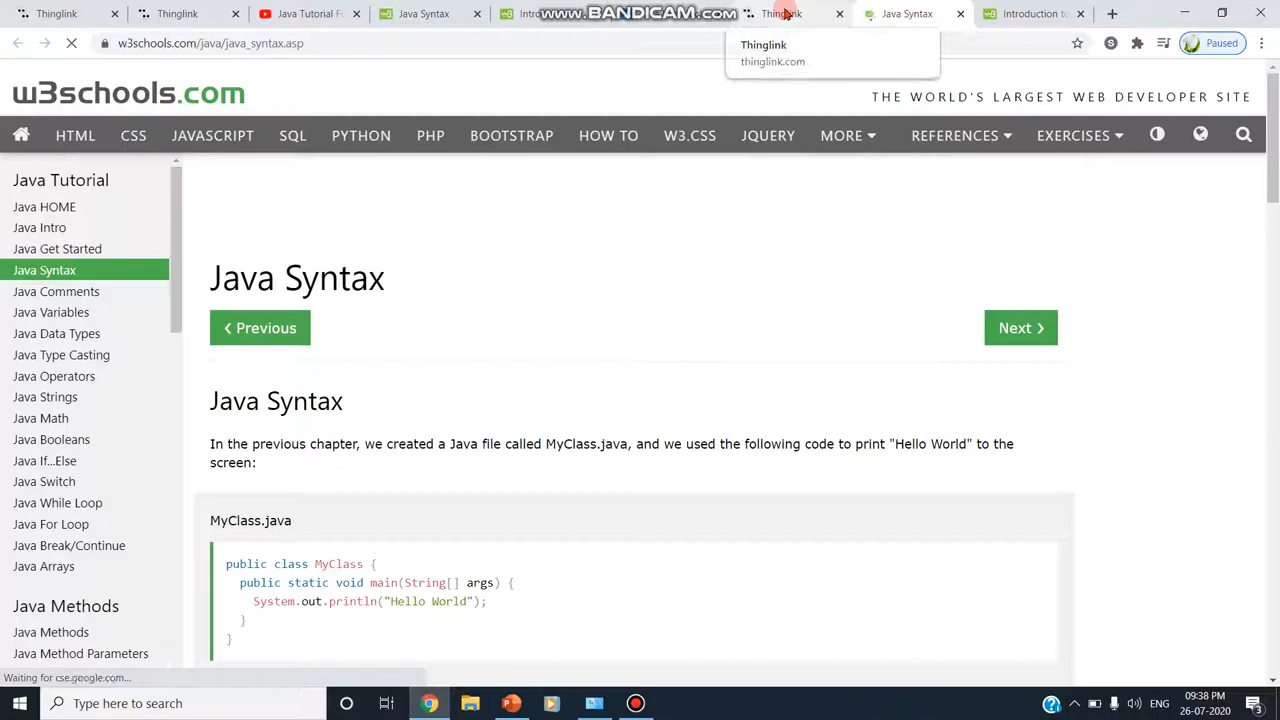 Thinglink
Thinglink
Java Tutorial F
Java Syntax
Intr
www.BANDICAM.com
Thinglink
Java Syntax
Introduction to
w3schools.com/java/java_syntax.asp
S
Paused
Thinglink
thinglink.com
w3schools.com
THE WORLD'S LARGEST WEB DEVELOPER SITE
HTML CSS JAVASCRIPT SQL PYTHON PHP BOOTSTRAP HOW TO W3.CSS JQUERY MORE REFERENCES EXERCISES
Java Tutorial
Java HOME
Java Intro
Java Get Started
Java Syntax
Java Comments
Java Variables
Java Data Types
Java Type Casting
Java Operators
Java Strings
Java Math
Java Booleans
Java If...Else
Java Switch
Java While Loop
Java For Loop
Java Break/Continue
Java Arrays
Java Methods
Java Methods
Java Method Parameters
Java Syntax
❮ Previous
Next ❯
Java Syntax
In the previous chapter, we created a Java file called MyClass.java, and we used the following code to print "Hello World" to the
screen:
MyClass.java
public class MyClass {
public static void main(String[] args) {
System.out.println("Hello World");
}
}
Waiting for cse.google.com...
Type here to search
ENG
09:38 PM
26-07-2020
3